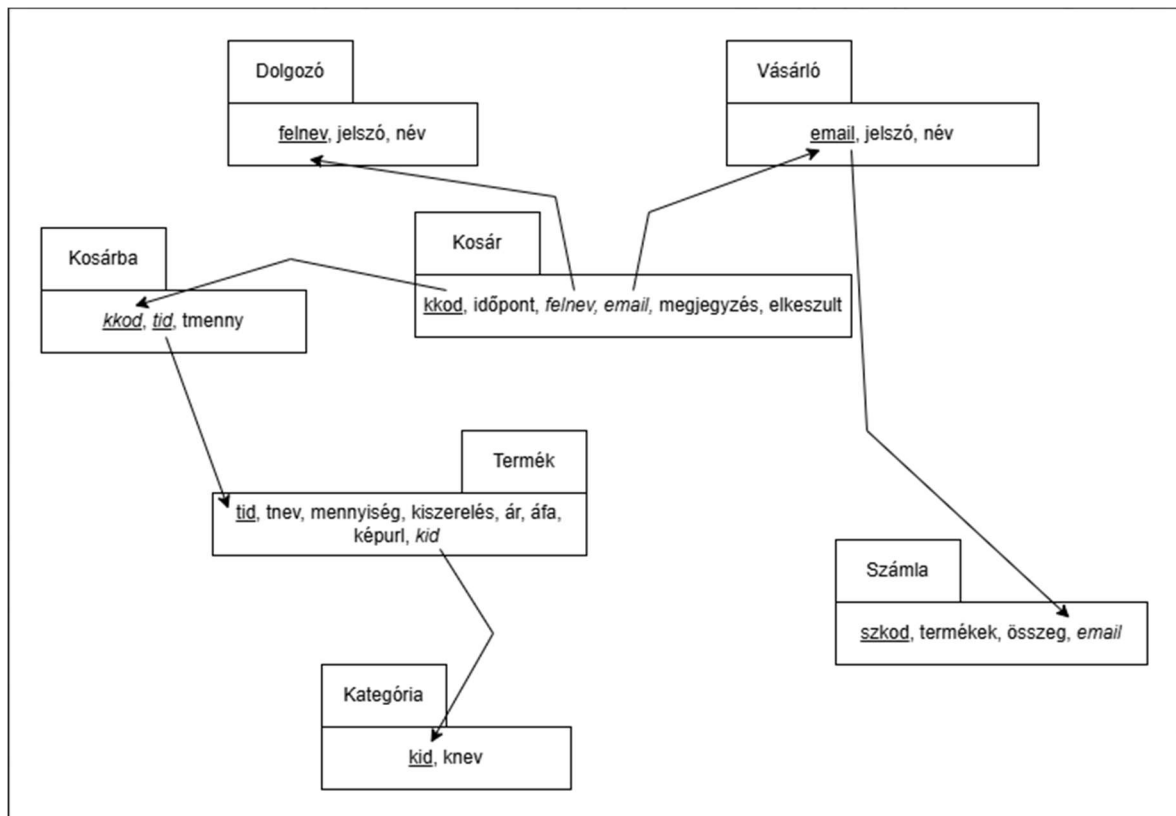 Dolgozó
felnev, jelszó, név
Vásárló
email, jelszó, név
Kosárba
kkod, tid, tmenny
Kosár
kkod, időpont, felnev, email, megjegyzés, elkeszult
Termék
tid, tnev, mennyiség, kiszerelés, ár, áfa,
képurl, kid
Számla
szkod, termékek, összeg, email
Kategória
kid, knev